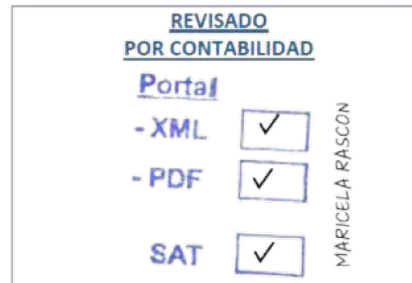 REVISADO
POR CONTABILIDAD
Portal
- XML ✓
- PDF ✓
SAT ✓
MARICELA RASCON